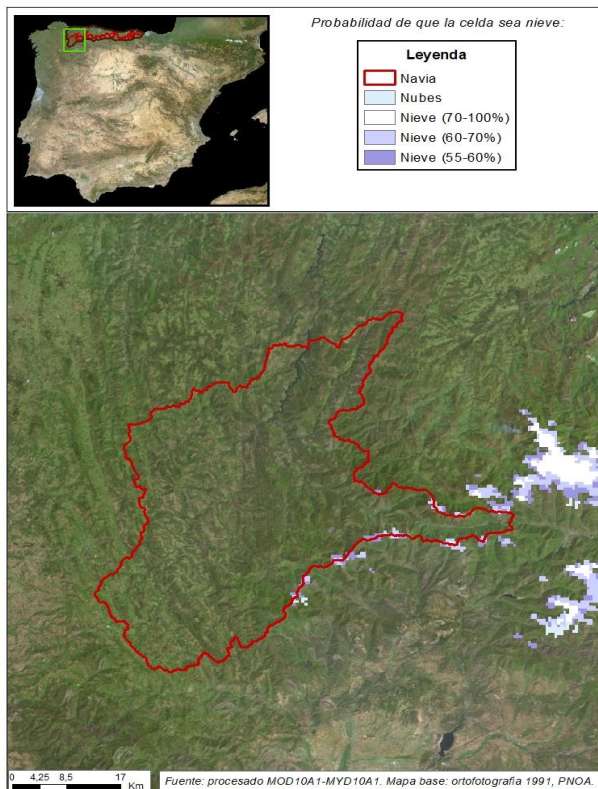 Probabilidad de que la celda sea nieve:
Leyenda
Navia
Nubes
Nieve (70-100%)
Nieve (60-70%)
Nieve (55-60%)
0 4,25 8,5 17
Km
Fuente: procesado MOD10A1-MYD10A1. Mapa base: ortofotografia 1991, PNOA.